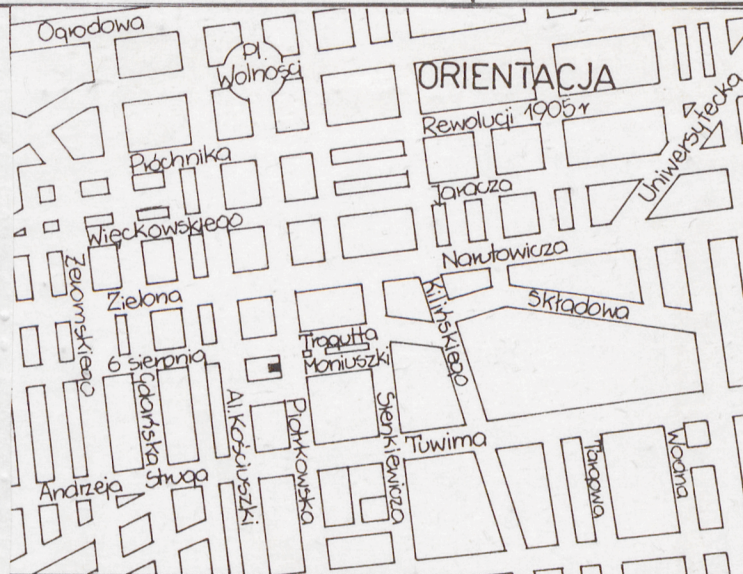 Ogrodowa
Pl.
Wolności
ORIENTACJA
Rewolucji 1905r
Uniwersytecka
Próchnika
Jaracza
Więckowskiego
Narutowicza
Żeromskiego
Zielona
Kilińskiego
Składowa
Traugutta
6 sierpnia
Moniuszki
Gdańska
Al. Kościuszki
Piotrkowska
Sienkiewicza
Tuwima
Targowa
Wodna
Andrzeja Struga